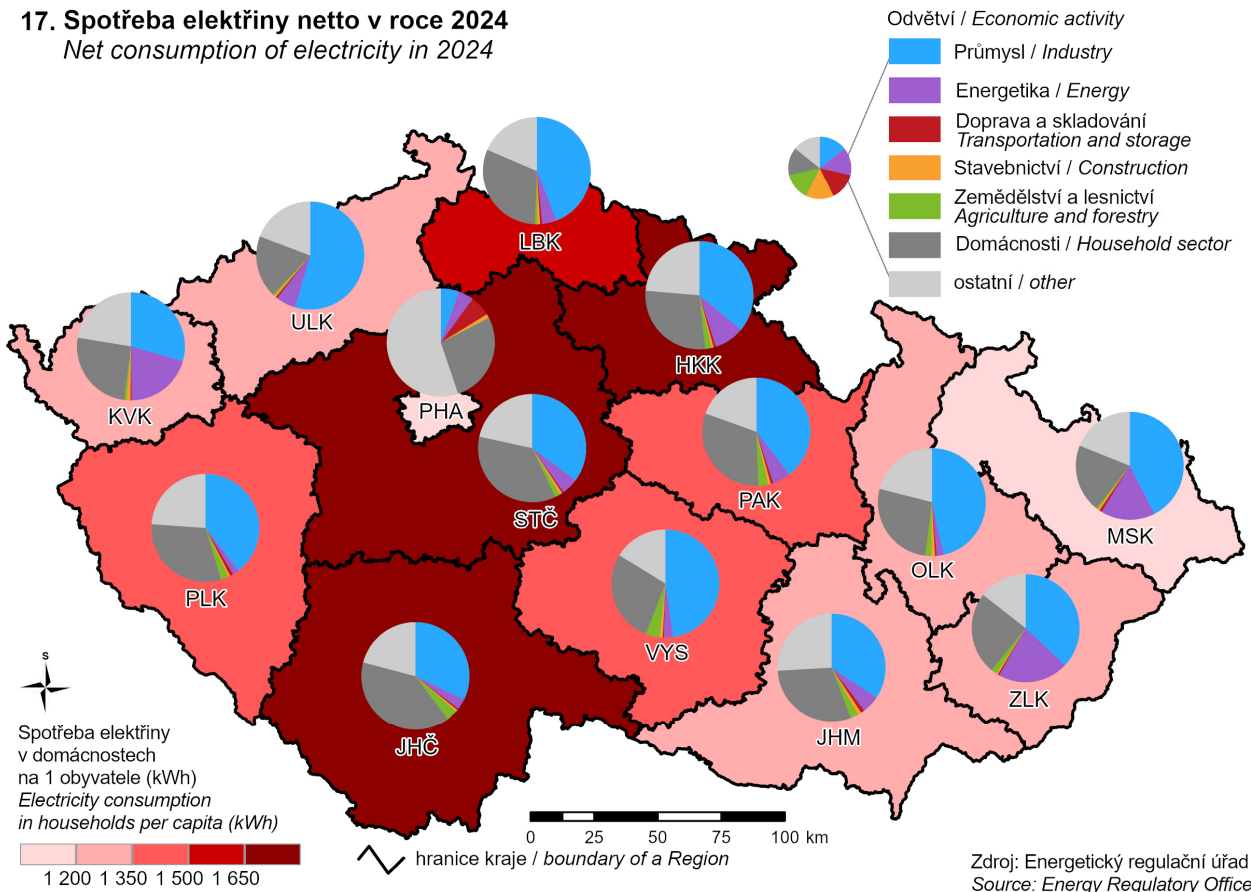 17. Spotřeba elektřiny netto v roce 2024
Net consumption of electricity in 2024
Odvětví / Economic activity
Průmysl / Industry
Energetika / Energy
Doprava a skladování
Transportation and storage
Stavebnictví / Construction
Zemědělství a lesnictví
Agriculture and forestry
Domácnosti / Household sector
ostatní / other
LBK
ULK
HKK
KVK
PHA
STČ
PAK
MSK
OLK
PLK
VYS
ZLK
JHČ
JHM
s
Spotřeba elektřiny
v domácnostech
na 1 obyvatele (kWh)
Electricity consumption
in households per capita (kWh)
1 200 1 350 1 500 1 650
0 25 50 75 100 km
hranice kraje / boundary of a Region
Zdroj: Energetický regulační úřad
Source: Energy Regulatory Office